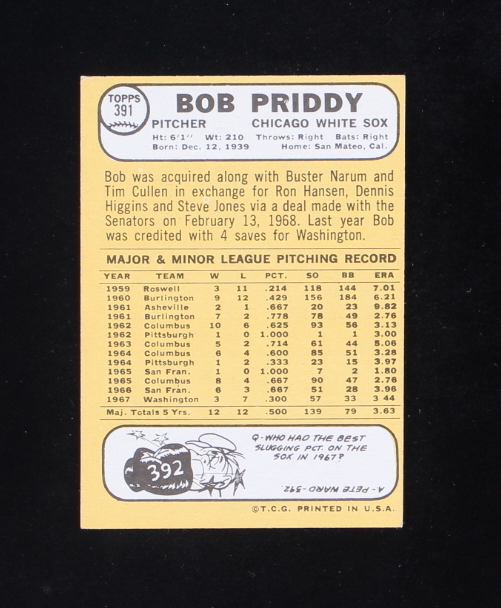 TOPPS
391
BOB PRIDDY
PITCHER CHICAGO WHITE SOX
Ht: 6'1" Wt: 210 Throws: Right Bats: Right
Born: Dec. 12, 1939 Home: San Mateo, Cal.
Bob was acquired along with Buster Narum and
Tim Cullen in exchange for Ron Hansen, Dennis
Higgins and Steve Jones via a deal made with the
Senators on February 13, 1968. Last year Bob
was credited with 4 saves for Washington.
MAJOR & MINOR LEAGUE PITCHING RECORD
YEAR TEAM W L PCT. SO BB ERA
1959 Roswell 3 11 .214 118 144 7.01
1960 Burlington 9 12 .429 156 184 6.21
1961 Asheville 2 1 .667 20 23 9.82
1961 Burlington 7 2 .778 78 49 2.76
1962 Columbus 10 6 .625 93 56 3.13
1962 Pittsburgh 1 0 1.000 1 1 3.00
1963 Columbus 5 2 .714 61 44 5.06
1964 Columbus 6 4 .600 85 51 3.28
1964 Pittsburgh 1 2 .333 23 15 3.97
1965 San Fran. 1 0 1.000 7 2 1.80
1965 Columbus 8 4 .667 90 47 2.76
1966 San Fran. 6 3 .667 51 28 3.96
1967 Washington 3 7 .300 57 33 3 44
Maj. Totals 5 Yrs. 12 12 .500 139 79 3.63
392
Q-WHO HAD THE BEST
SLUGGING PCT. ON THE
SOX IN 1967?
A-PETE WARD-.392
©T.C.G. PRINTED IN U.S.A.